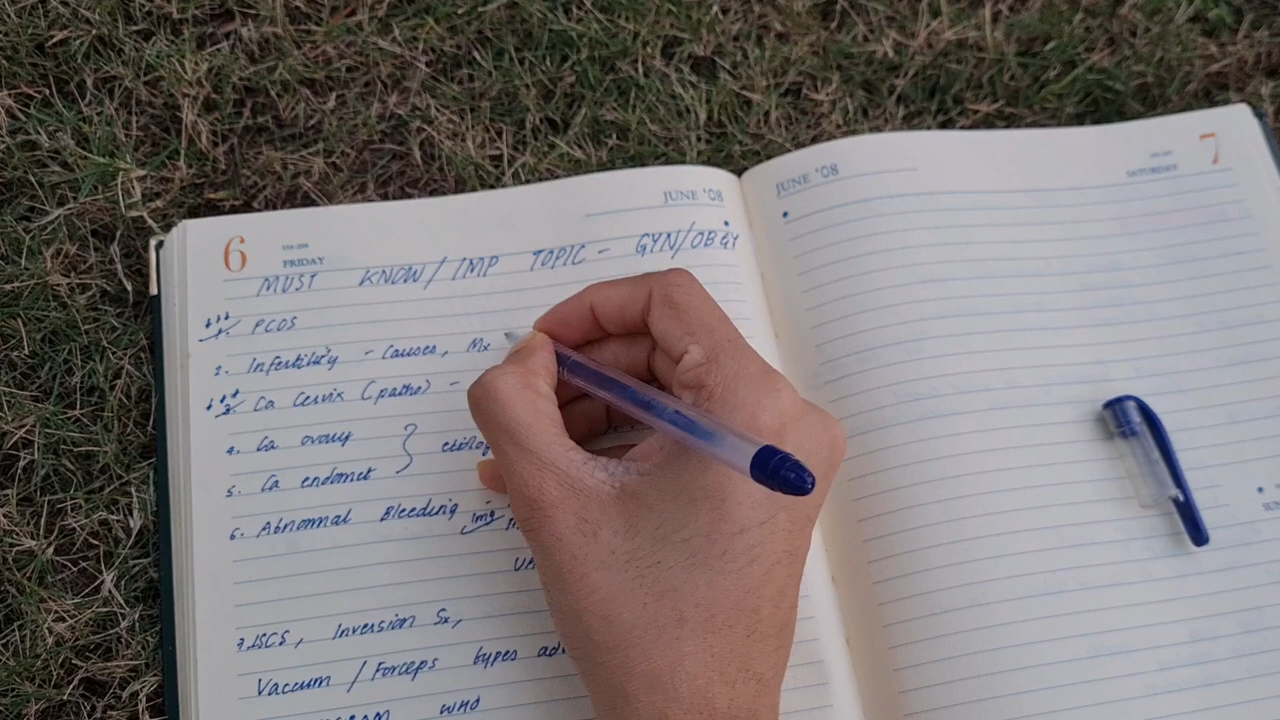 JUNE '08
6
FRIDAY
MUST KNOW/ IMP TOPIC - GYN/OBGY
1. PCOS
2. Infertility - Causes, Mx
3. Ca Cervix (patho) -
4. Ca ovary
5. Ca endomet
6. Abnormal Bleeding img
7. LSCS, Inversion Sx,
Vaccum / Forceps types
WHO
JUNE '08
SATURDAY
7